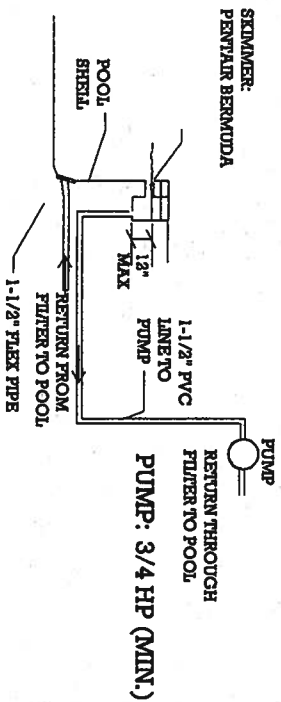 SKIMMER:
PENTAIR BERMUDA
POOL
SHELL
12"
MAX
1-1/2" PVC
LINE TO
PUMP
PUMP
RETURN THROUGH
FILTER TO POOL
RETURN FROM
FILTER TO POOL
1-1/2" FLEX PIPE
PUMP: 3/4 HP (MIN.)